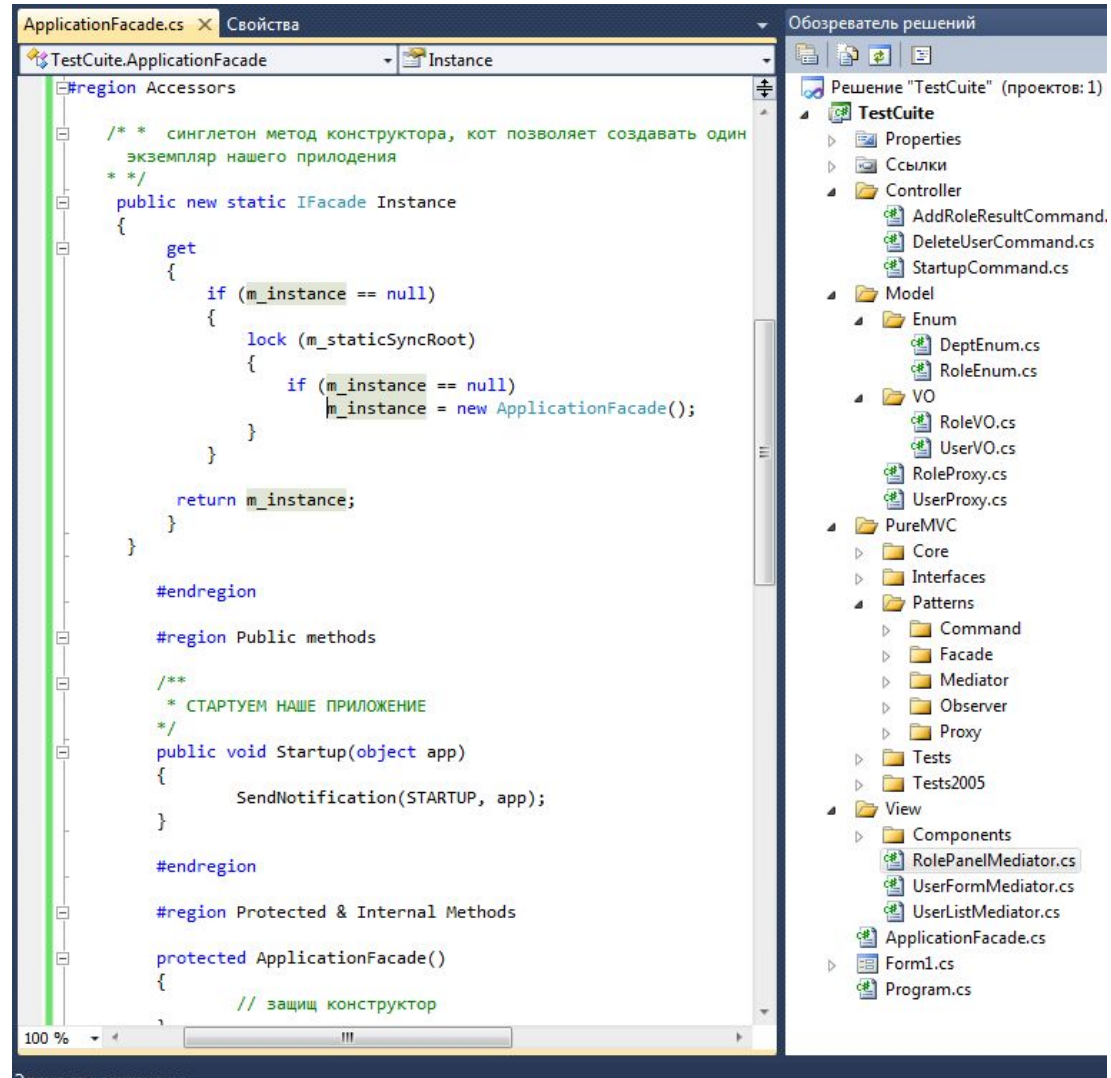 ApplicationFacade.cs Свойства
TestCuite.ApplicationFacade Instance
#region Accessors
/* * синглетон метод конструктора, кот позволяет создавать один
экземпляр нашего прилодения
* */
public new static IFacade Instance
{
get
{
if (m_instance == null)
{
lock (m_staticSyncRoot)
{
if (m_instance == null)
m_instance = new ApplicationFacade();
}
}
return m_instance;
}
}
#endregion
#region Public methods
/**
* СТАРТУЕМ НАШЕ ПРИЛОЖЕНИЕ
*/
public void Startup(object app)
{
SendNotification(STARTUP, app);
}
#endregion
#region Protected & Internal Methods
protected ApplicationFacade()
{
// защищ конструктор
}
100 %
Обозреватель решений
Решение "TestCuite" (проектов: 1)
TestCuite
Properties
Ссылки
Controller
AddRoleResultCommand.
DeleteUserCommand.cs
StartupCommand.cs
Model
Enum
DeptEnum.cs
RoleEnum.cs
VO
RoleVO.cs
UserVO.cs
RoleProxy.cs
UserProxy.cs
PureMVC
Core
Interfaces
Patterns
Command
Facade
Mediator
Observer
Proxy
Tests
Tests2005
View
Components
RolePanelMediator.cs
UserFormMediator.cs
UserListMediator.cs
ApplicationFacade.cs
Form1.cs
Program.cs